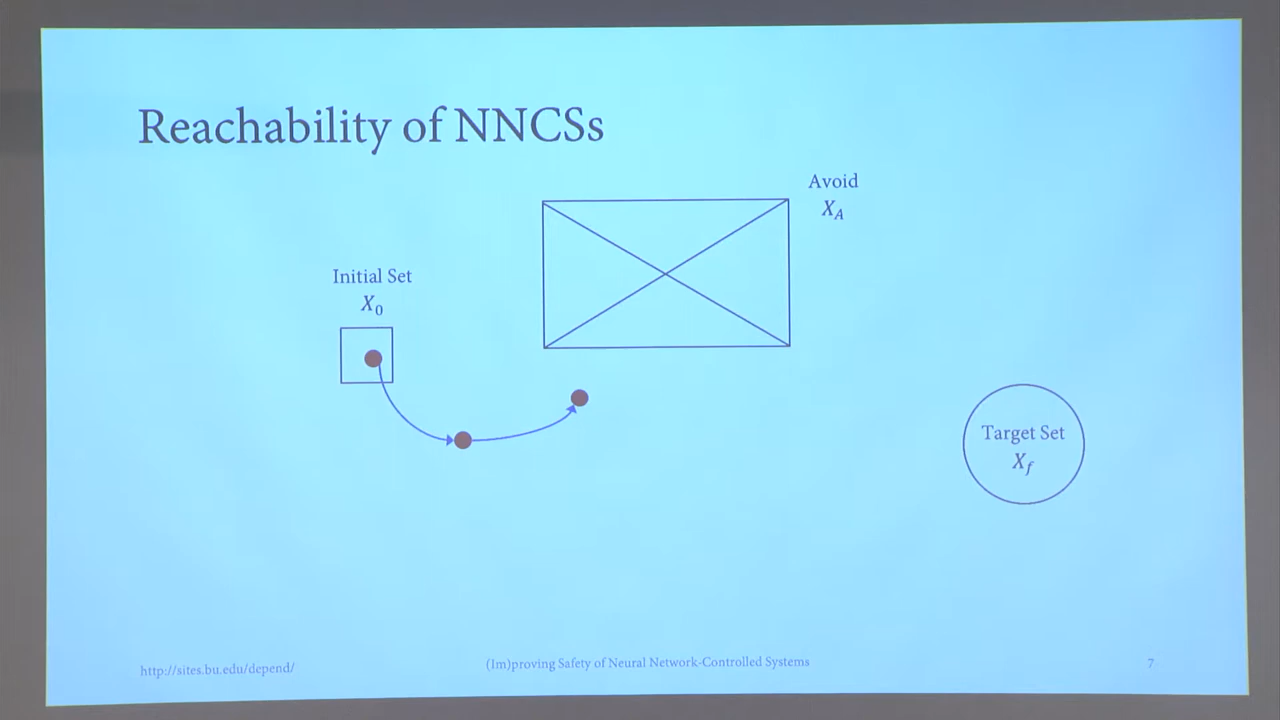 Reachability of NNCSs
Avoid
X_A
Initial Set
X_0
Target Set
X_f
http://sites.bu.edu/depend/
(Im)proving Safety of Neural Network-Controlled Systems
7